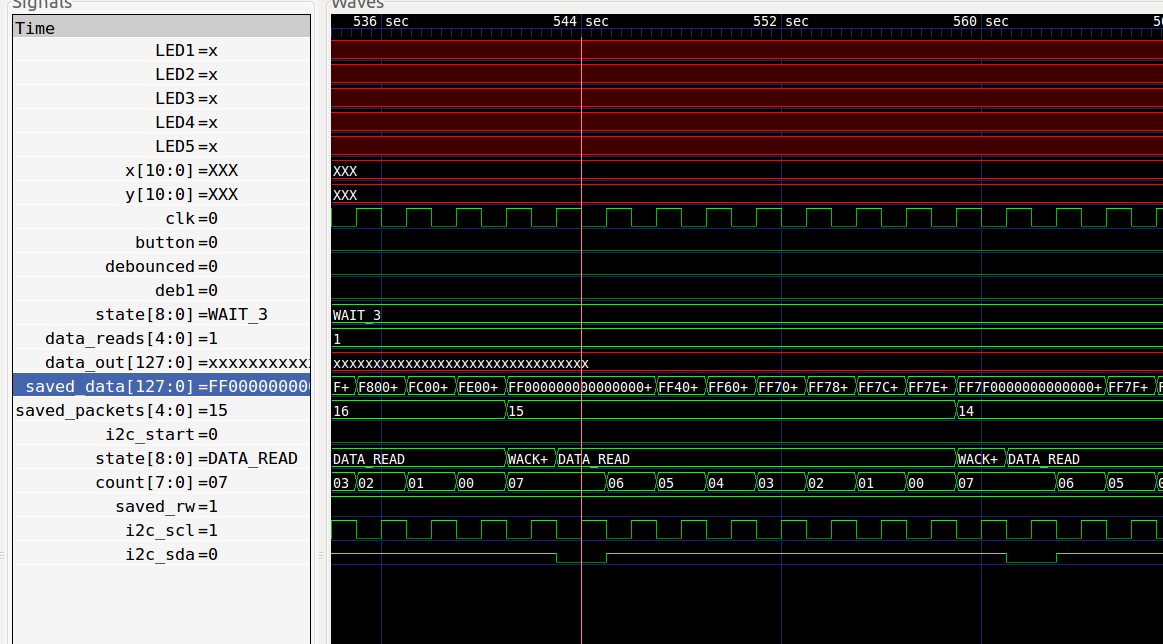 Signals Waves
536 sec 544 sec 552 sec 560 sec
Time
LED1=x
LED2=x
LED3=x
LED4=x
LED5=x
x[10:0]=XXX XXX
y[10:0]=XXX XXX
clk=0
button=0
debounced=0
deb1=0
state[8:0]=WAIT_3 WAIT_3
data_reads[4:0]=1 1
data_out[127:0]=xxxxxxxxxx xxxxxxxxxxxxxxxxxxxxxxxxxxxxxxxx
saved_data[127:0]=FF00000000 F+ F800+ FC00+ FE00+ FF000000000000000+ FF40+ FF60+ FF70+ FF78+ FF7C+ FF7E+ FF7F0000000000000+ FF7F+
saved_packets[4:0]=15 16 15 14
i2c_start=0
state[8:0]=DATA_READ DATA_READ WACK+ DATA_READ WACK+ DATA_READ
count[7:0]=07 03 02 01 00 07 06 05 04 03 02 01 00 07 06 05
saved_rw=1
i2c_scl=1
i2c_sda=0